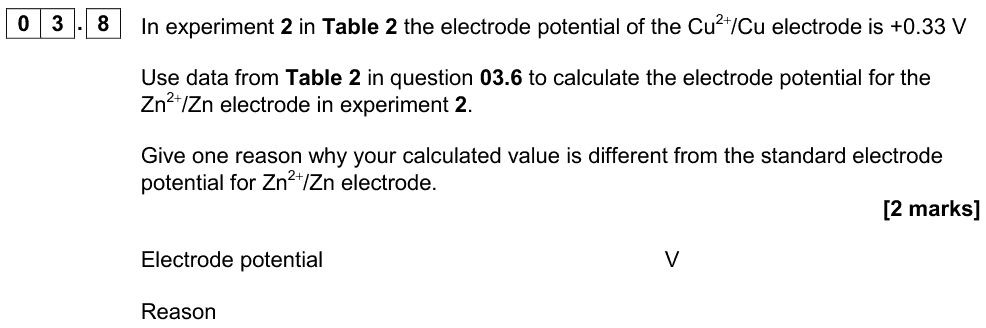 0 3 . 8 In experiment 2 in Table 2 the electrode potential of the Cu²⁺/Cu electrode is +0.33 V
Use data from Table 2 in question 03.6 to calculate the electrode potential for the
Zn²⁺/Zn electrode in experiment 2.
Give one reason why your calculated value is different from the standard electrode
potential for Zn²⁺/Zn electrode.
[2 marks]
Electrode potential V
Reason